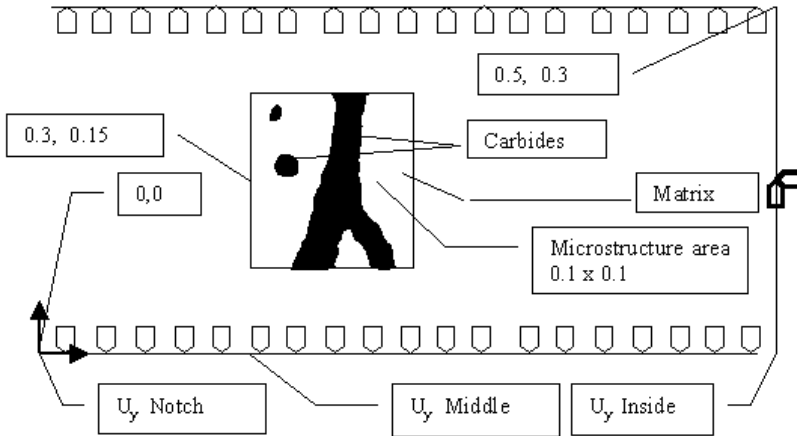 0.5, 0.3
0.3, 0.15
Carbides
0,0
Matrix
Microstructure area
0.1 x 0.1
Uy Notch
Uy Middle
Uy Inside